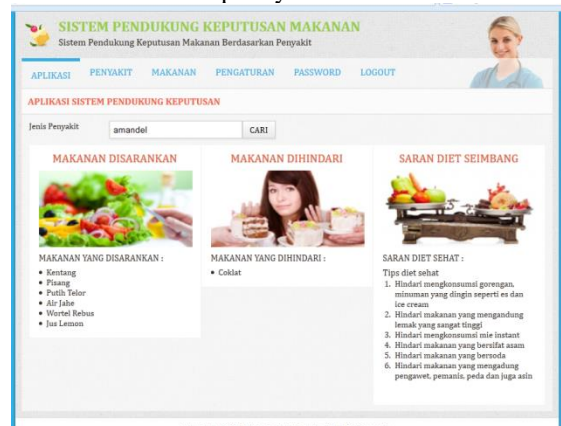 SISTEM PENDUKUNG KEPUTUSAN MAKANAN
Sistem Pendukung Keputusan Makanan Berdasarkan Penyakit
APLIKASI PENYAKIT MAKANAN PENGATURAN PASSWORD LOGOUT
APLIKASI SISTEM PENDUKUNG KEPUTUSAN
Jenis Penyakit amandel CARI
MAKANAN DISARANKAN
MAKANAN YANG DISARANKAN :
• Kentang
• Pisang
• Putih Telor
• Air Jahe
• Wortel Rebus
• Jus Lemon
MAKANAN DIHINDARI
MAKANAN YANG DIHINDARI :
• Coklat
SARAN DIET SEIMBANG
SARAN DIET SEHAT :
Tips diet sehat
1. Hindari mengkonsumsi gorengan,
minuman yang dingin seperti es dan
ice cream
2. Hindari makanan yang mengandung
lemak yang sangat tinggi
3. Hindari mengkonsumsi mie instant
4. Hindari makanan yang bersifat asam
5. Hindari makanan yang bersoda
6. Hindari makanan yang mengadung
pengawet, pemanis, peda dan juga asin